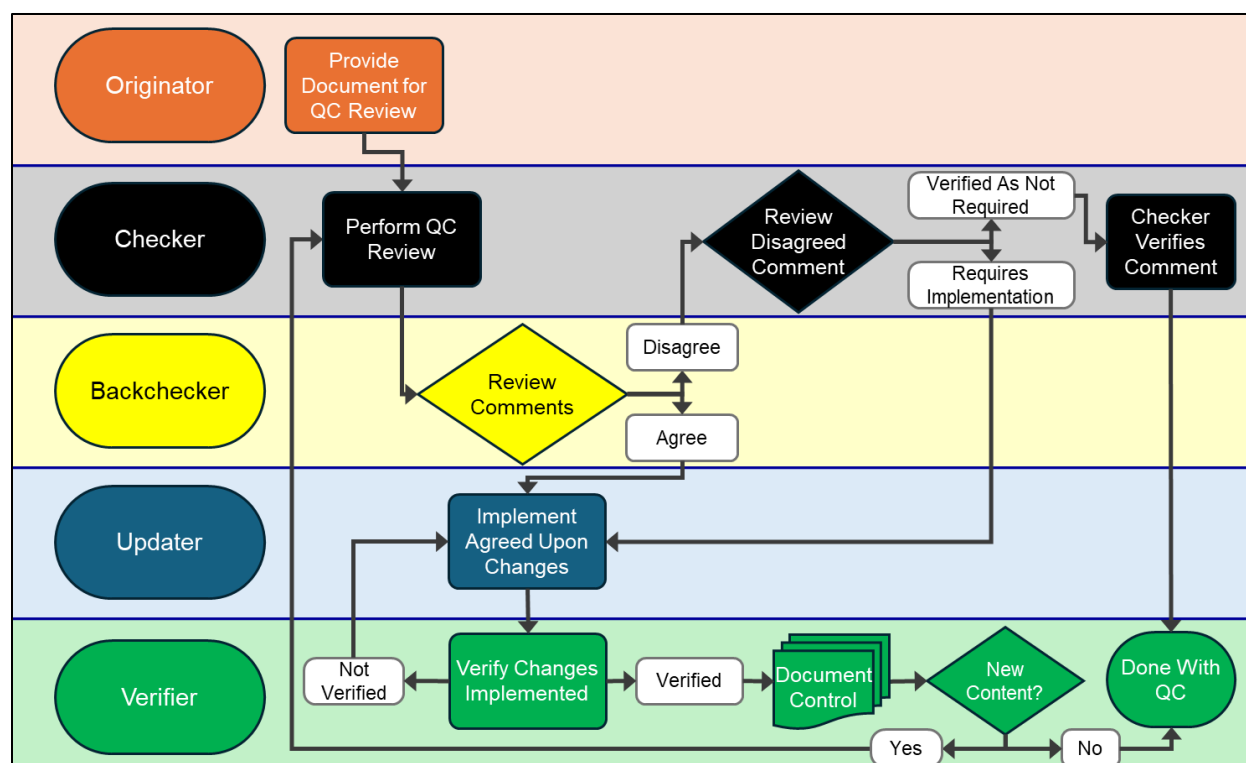 Originator
Provide
Document for
QC Review
Checker
Perform QC
Review
Review
Disagreed
Comment
Verified As Not
Required
Requires
Implementation
Checker
Verifies
Comment
Backchecker
Review
Comments
Disagree
Agree
Updater
Implement
Agreed Upon
Changes
Verifier
Not
Verified
Verify Changes
Implemented
Verified
Document
Control
New
Content?
Done With
QC
Yes
No